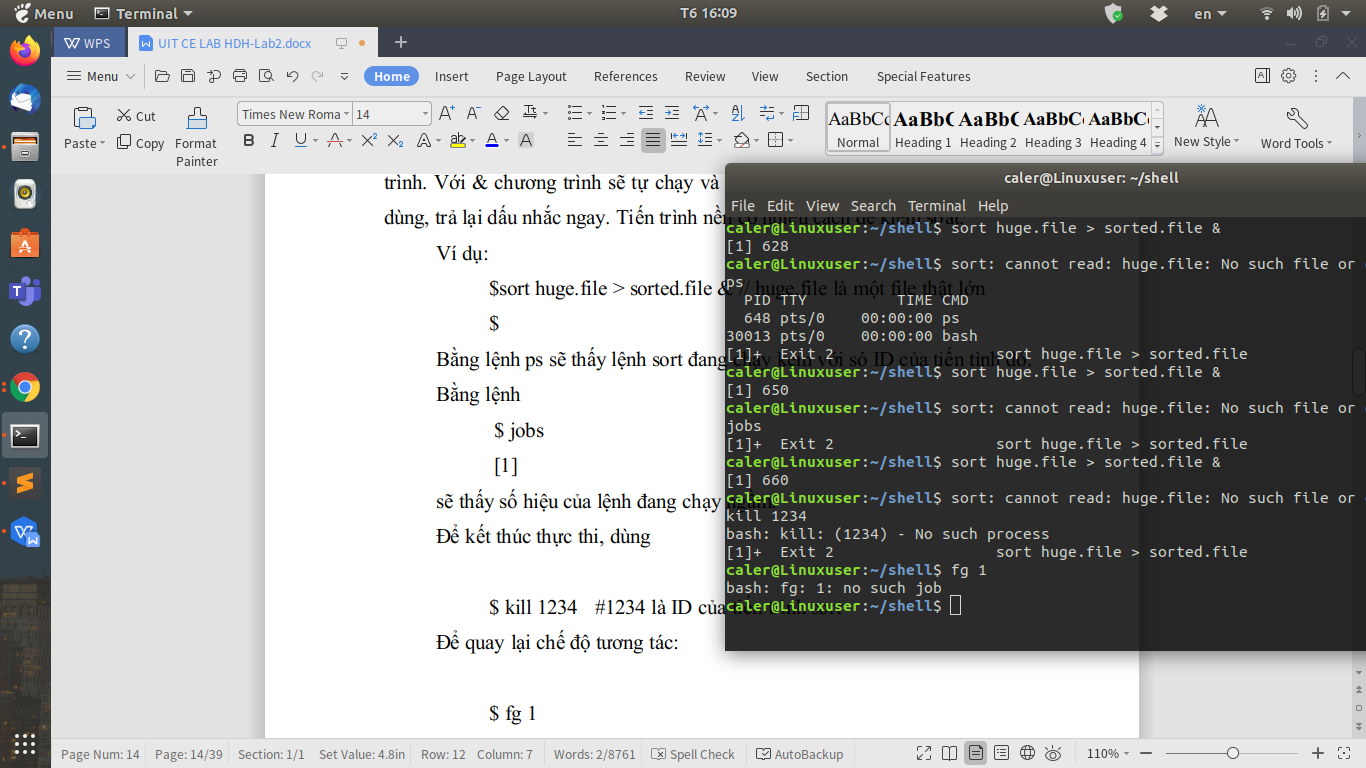 Menu Terminal T6 16:09 en
WPS UIT CE LAB HDH-Lab2.docx
Menu Home Insert Page Layout References Review View Section Special Features
Paste Cut Copy Format Painter Times New Roma 14
AaBbCc AaBbC AaBbC AaBbC AaBbC
Normal Heading 1 Heading 2 Heading 3 Heading 4 New Style Word Tools
trình. Với & chương trình sẽ tự chạy và
dùng, trả lại dấu nhắc ngay. Tiến trình nền có nhiều cách để kiểm soát.
Ví dụ:
$sort huge.file > sorted.file & // huge.file là một file thật lớn
$
Bằng lệnh ps sẽ thấy lệnh sort đang chạy kèm với só ID của tiến tình đó.
Bằng lệnh
$ jobs
[1]
sẽ thấy số hiệu của lệnh đang chạy ngầm
Để kết thúc thực thi, dùng
$ kill 1234 #1234 là ID của
Để quay lại chế độ tương tác:
$ fg 1
caler@Linuxuser: ~/shell
File Edit View Search Terminal Help
caler@Linuxuser:~/shell$ sort huge.file > sorted.file &
[1] 628
caler@Linuxuser:~/shell$ sort: cannot read: huge.file: No such file or
ps
PID TTY TIME CMD
648 pts/0 00:00:00 ps
30013 pts/0 00:00:00 bash
[1]+ Exit 2 sort huge.file > sorted.file
caler@Linuxuser:~/shell$ sort huge.file > sorted.file &
[1] 650
caler@Linuxuser:~/shell$ sort: cannot read: huge.file: No such file or
jobs
[1]+ Exit 2 sort huge.file > sorted.file
caler@Linuxuser:~/shell$ sort huge.file > sorted.file &
[1] 660
caler@Linuxuser:~/shell$ sort: cannot read: huge.file: No such file or
kill 1234
bash: kill: (1234) - No such process
[1]+ Exit 2 sort huge.file > sorted.file
caler@Linuxuser:~/shell$ fg 1
bash: fg: 1: no such job
caler@Linuxuser:~/shell$
Page Num: 14 Page: 14/39 Section: 1/1 Set Value: 4.8in Row: 12 Column: 7 Words: 2/8761 Spell Check AutoBackup 110%